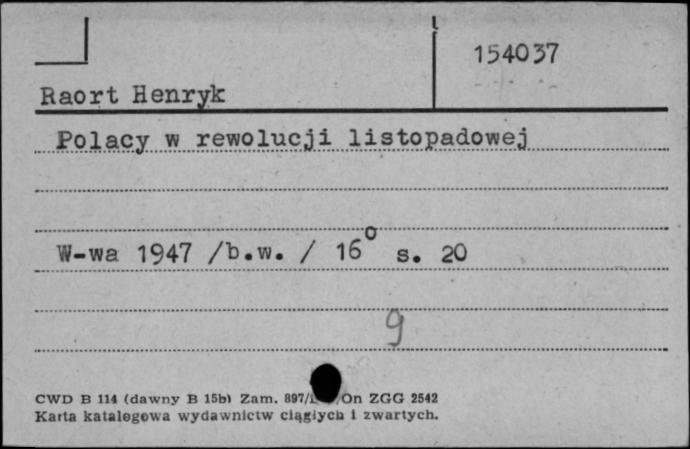 154037
Raort Henryk
Polacy w rewolucji listopadowej
W-wa 1947 /b.w. / 16° s. 20
9
CWD B 114 (dawny B 15b) Zam. 897/ /On ZGG 2542
Karta katalogowa wydawnictw ciągłych i zwartych.